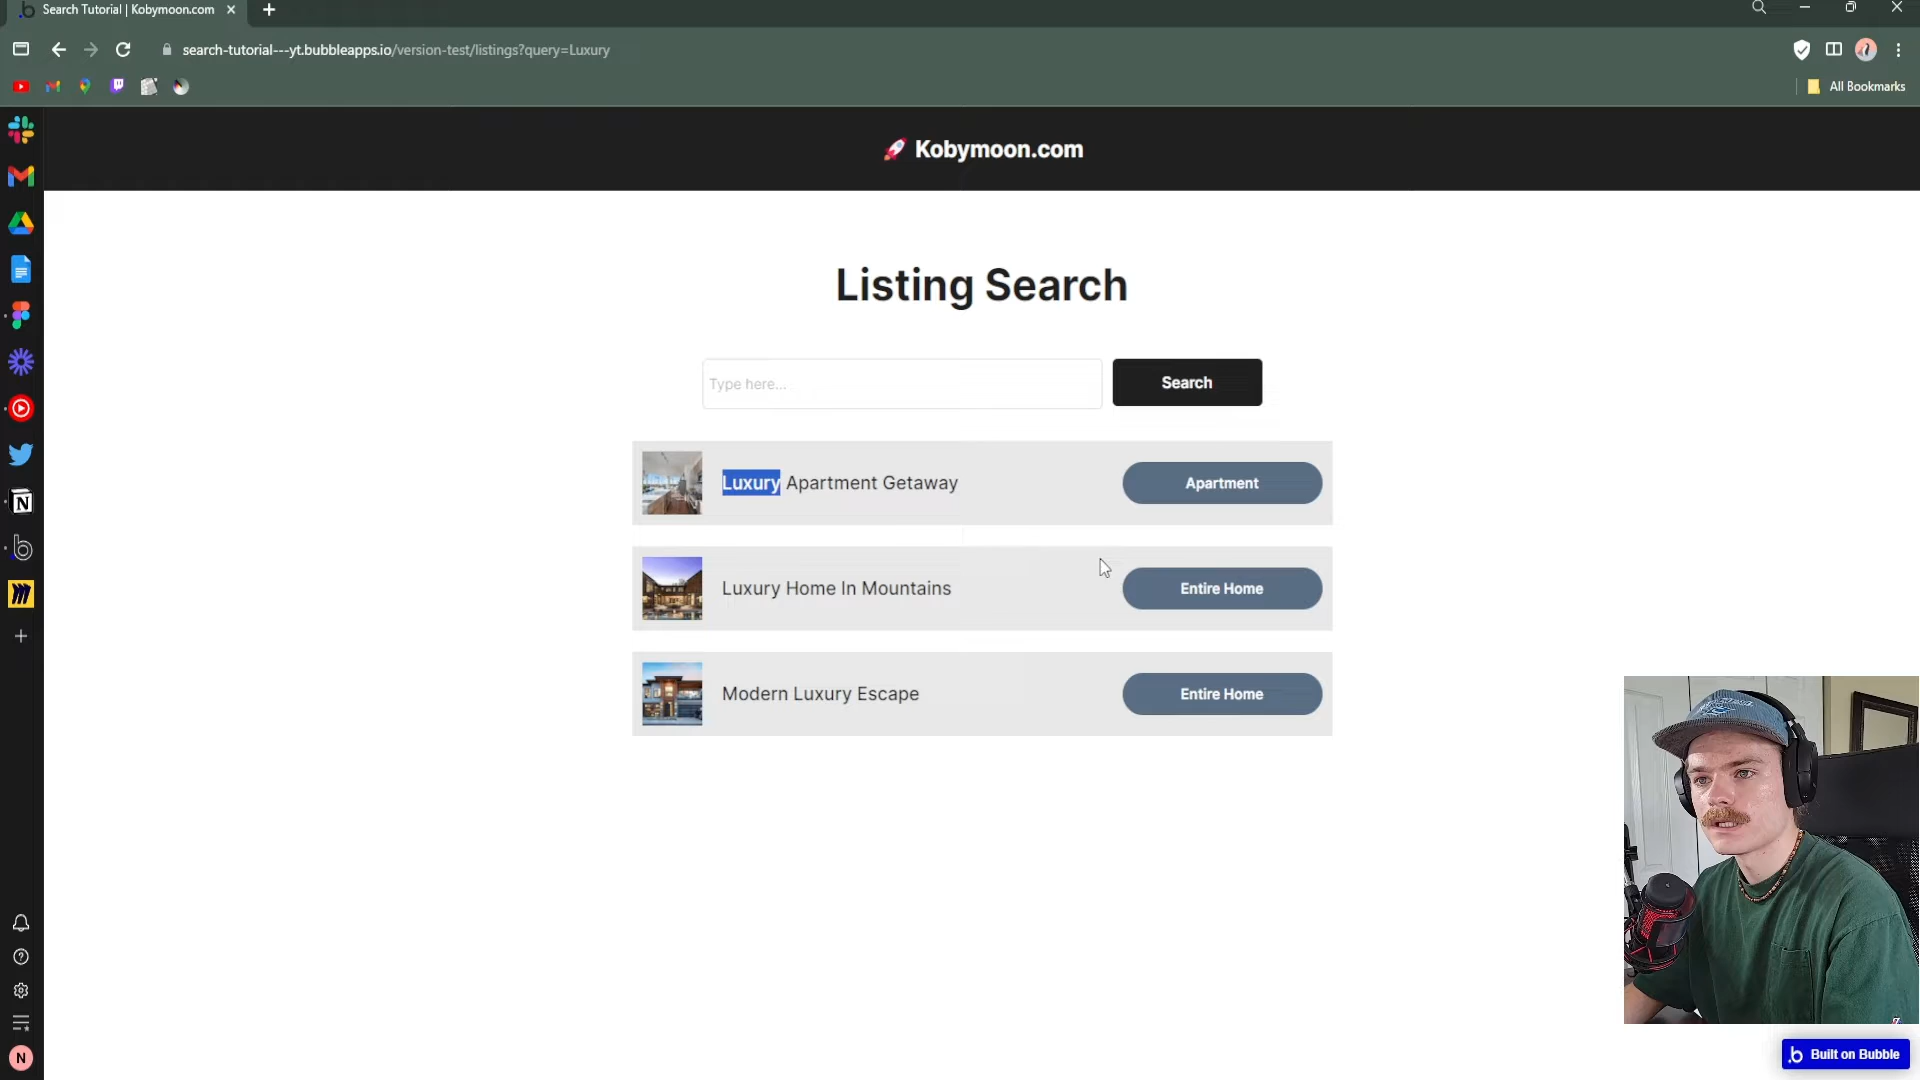 Search Tutorial | Kobymoon.com
search-tutorial---yt.bubbleapps.io/version-test/listings?query=Luxury
All Bookmarks
🚀 Kobymoon.com
Listing Search
Type here...
Search
Luxury Apartment Getaway
Apartment
Luxury Home In Mountains
Entire Home
Modern Luxury Escape
Entire Home
N
Built on Bubble